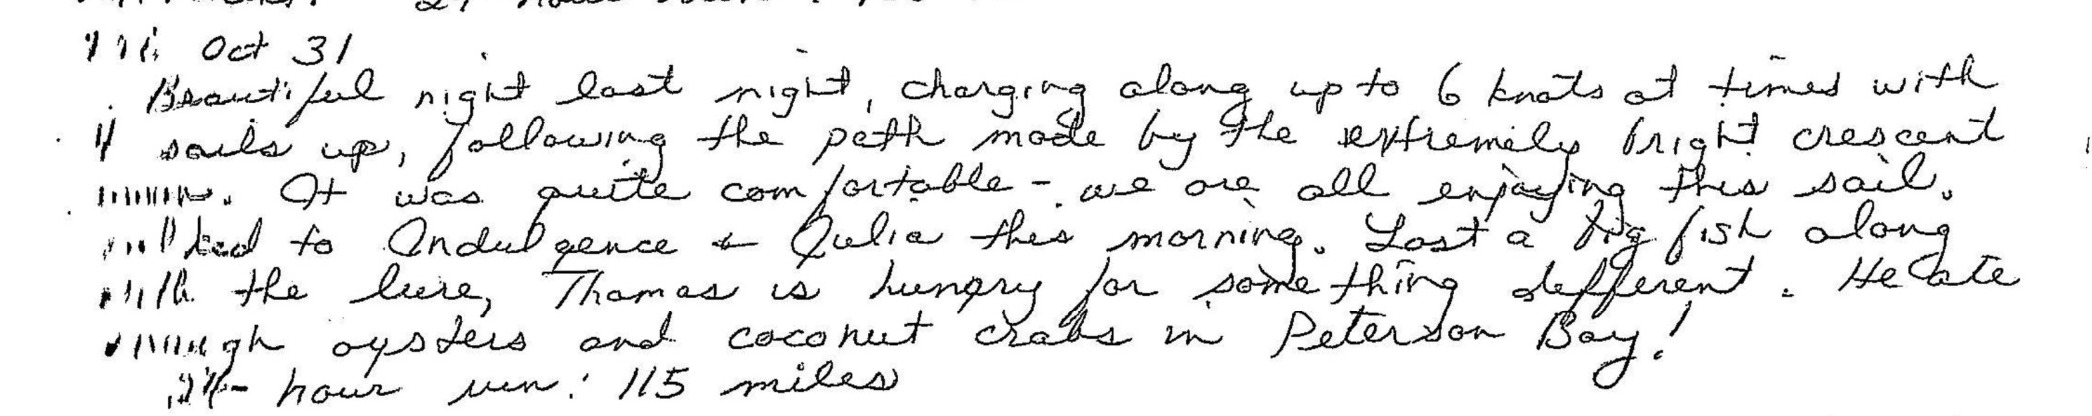 Oct 31
Beautiful night last night, charging along up to 6 knots at times with
sails up, following the path made by the extremely bright crescent
It was quite comfortable - we are all enjoying this sail.
to Indulgence & Julia this morning. Lost a big fish along
the lure, Thomas is hungry for something different. He ate
oysters and coconut crabs in Peterson Bay!
24-hour run: 115 miles